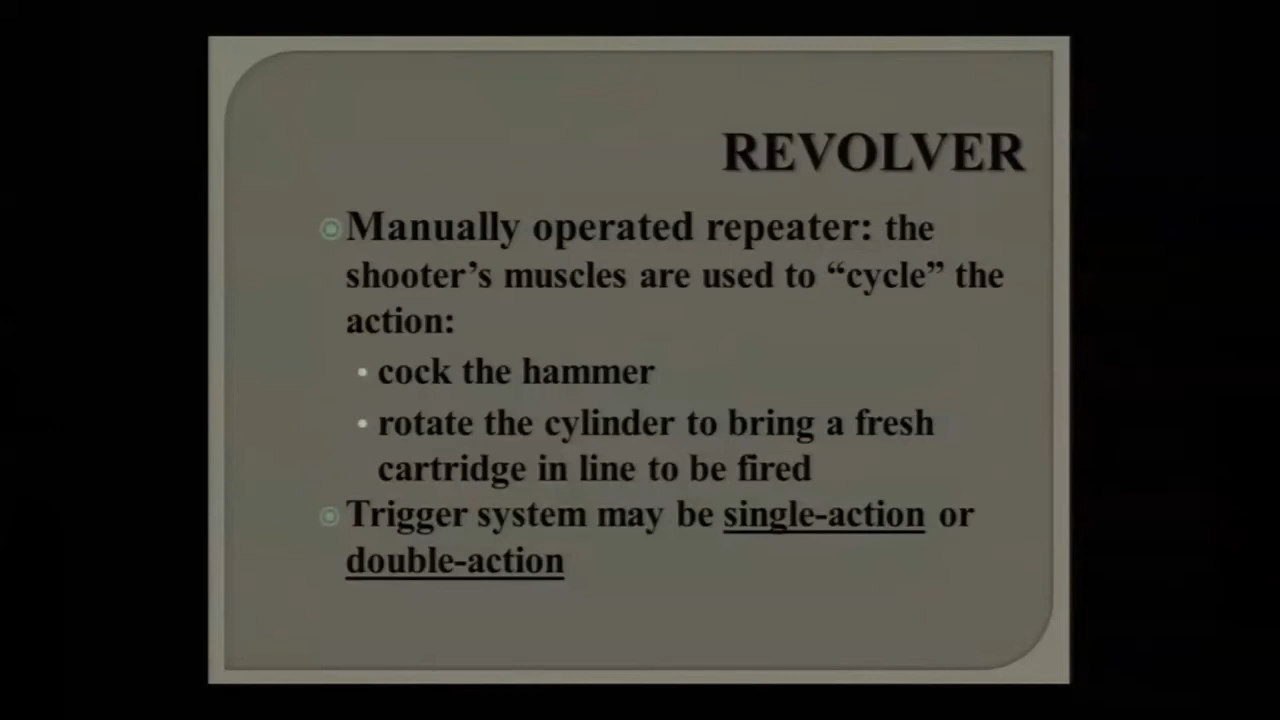 REVOLVER
Manually operated repeater: the
shooter’s muscles are used to “cycle” the
action:
• cock the hammer
• rotate the cylinder to bring a fresh
cartridge in line to be fired
Trigger system may be single-action or
double-action